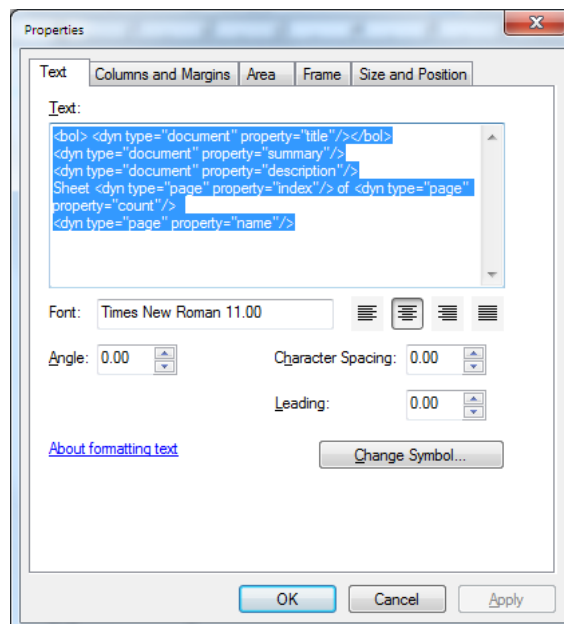 Properties
Text Columns and Margins Area Frame Size and Position
Text:
<bol> <dyn type="document" property="title"/></bol>
<dyn type="document" property="summary"/>
<dyn type="document" property="description"/>
Sheet <dyn type="page" property="index"/> of <dyn type="page"
property="count"/>
<dyn type="page" property="name"/>
Font: Times New Roman 11.00
Angle: 0.00 Character Spacing: 0.00
Leading: 0.00
About formatting text Change Symbol...
OK Cancel Apply